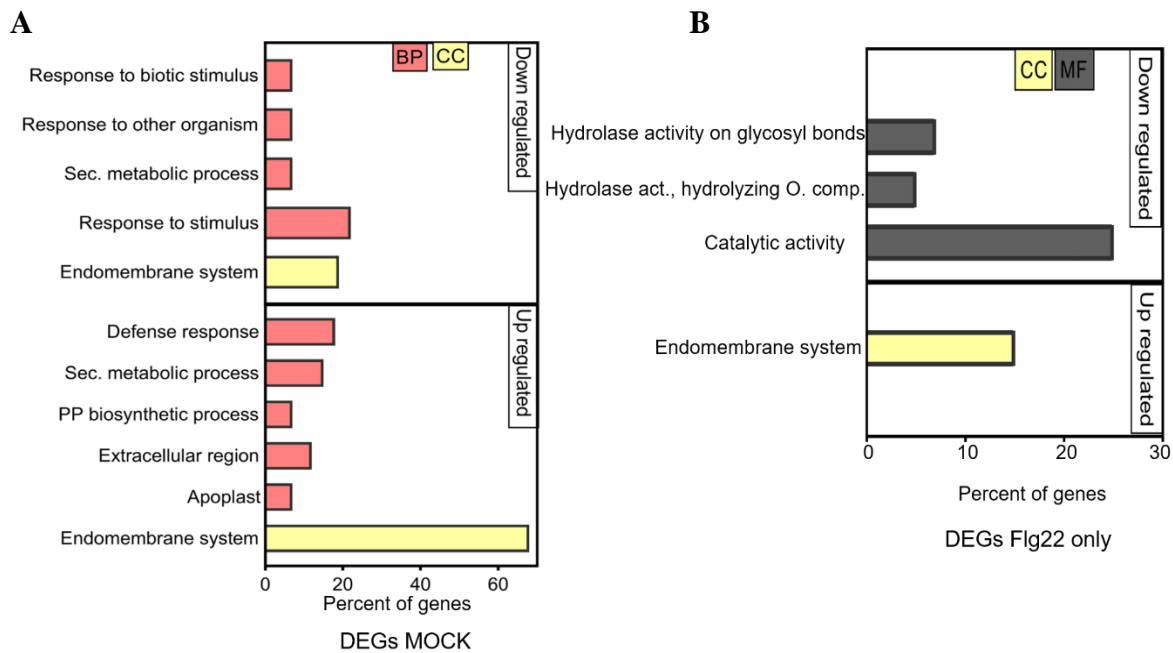 A
BP CC
Down regulated
Response to biotic stimulus
Response to other organism
Sec. metabolic process
Response to stimulus
Endomembrane system
Up regulated
Defense response
Sec. metabolic process
PP biosynthetic process
Extracellular region
Apoplast
Endomembrane system
0 20 40 60
Percent of genes
DEGs MOCK
B
CC MF
Down regulated
Hydrolase activity on glycosyl bonds
Hydrolase act., hydrolyzing O. comp.
Catalytic activity
Up regulated
Endomembrane system
0 10 20 30
Percent of genes
DEGs Flg22 only